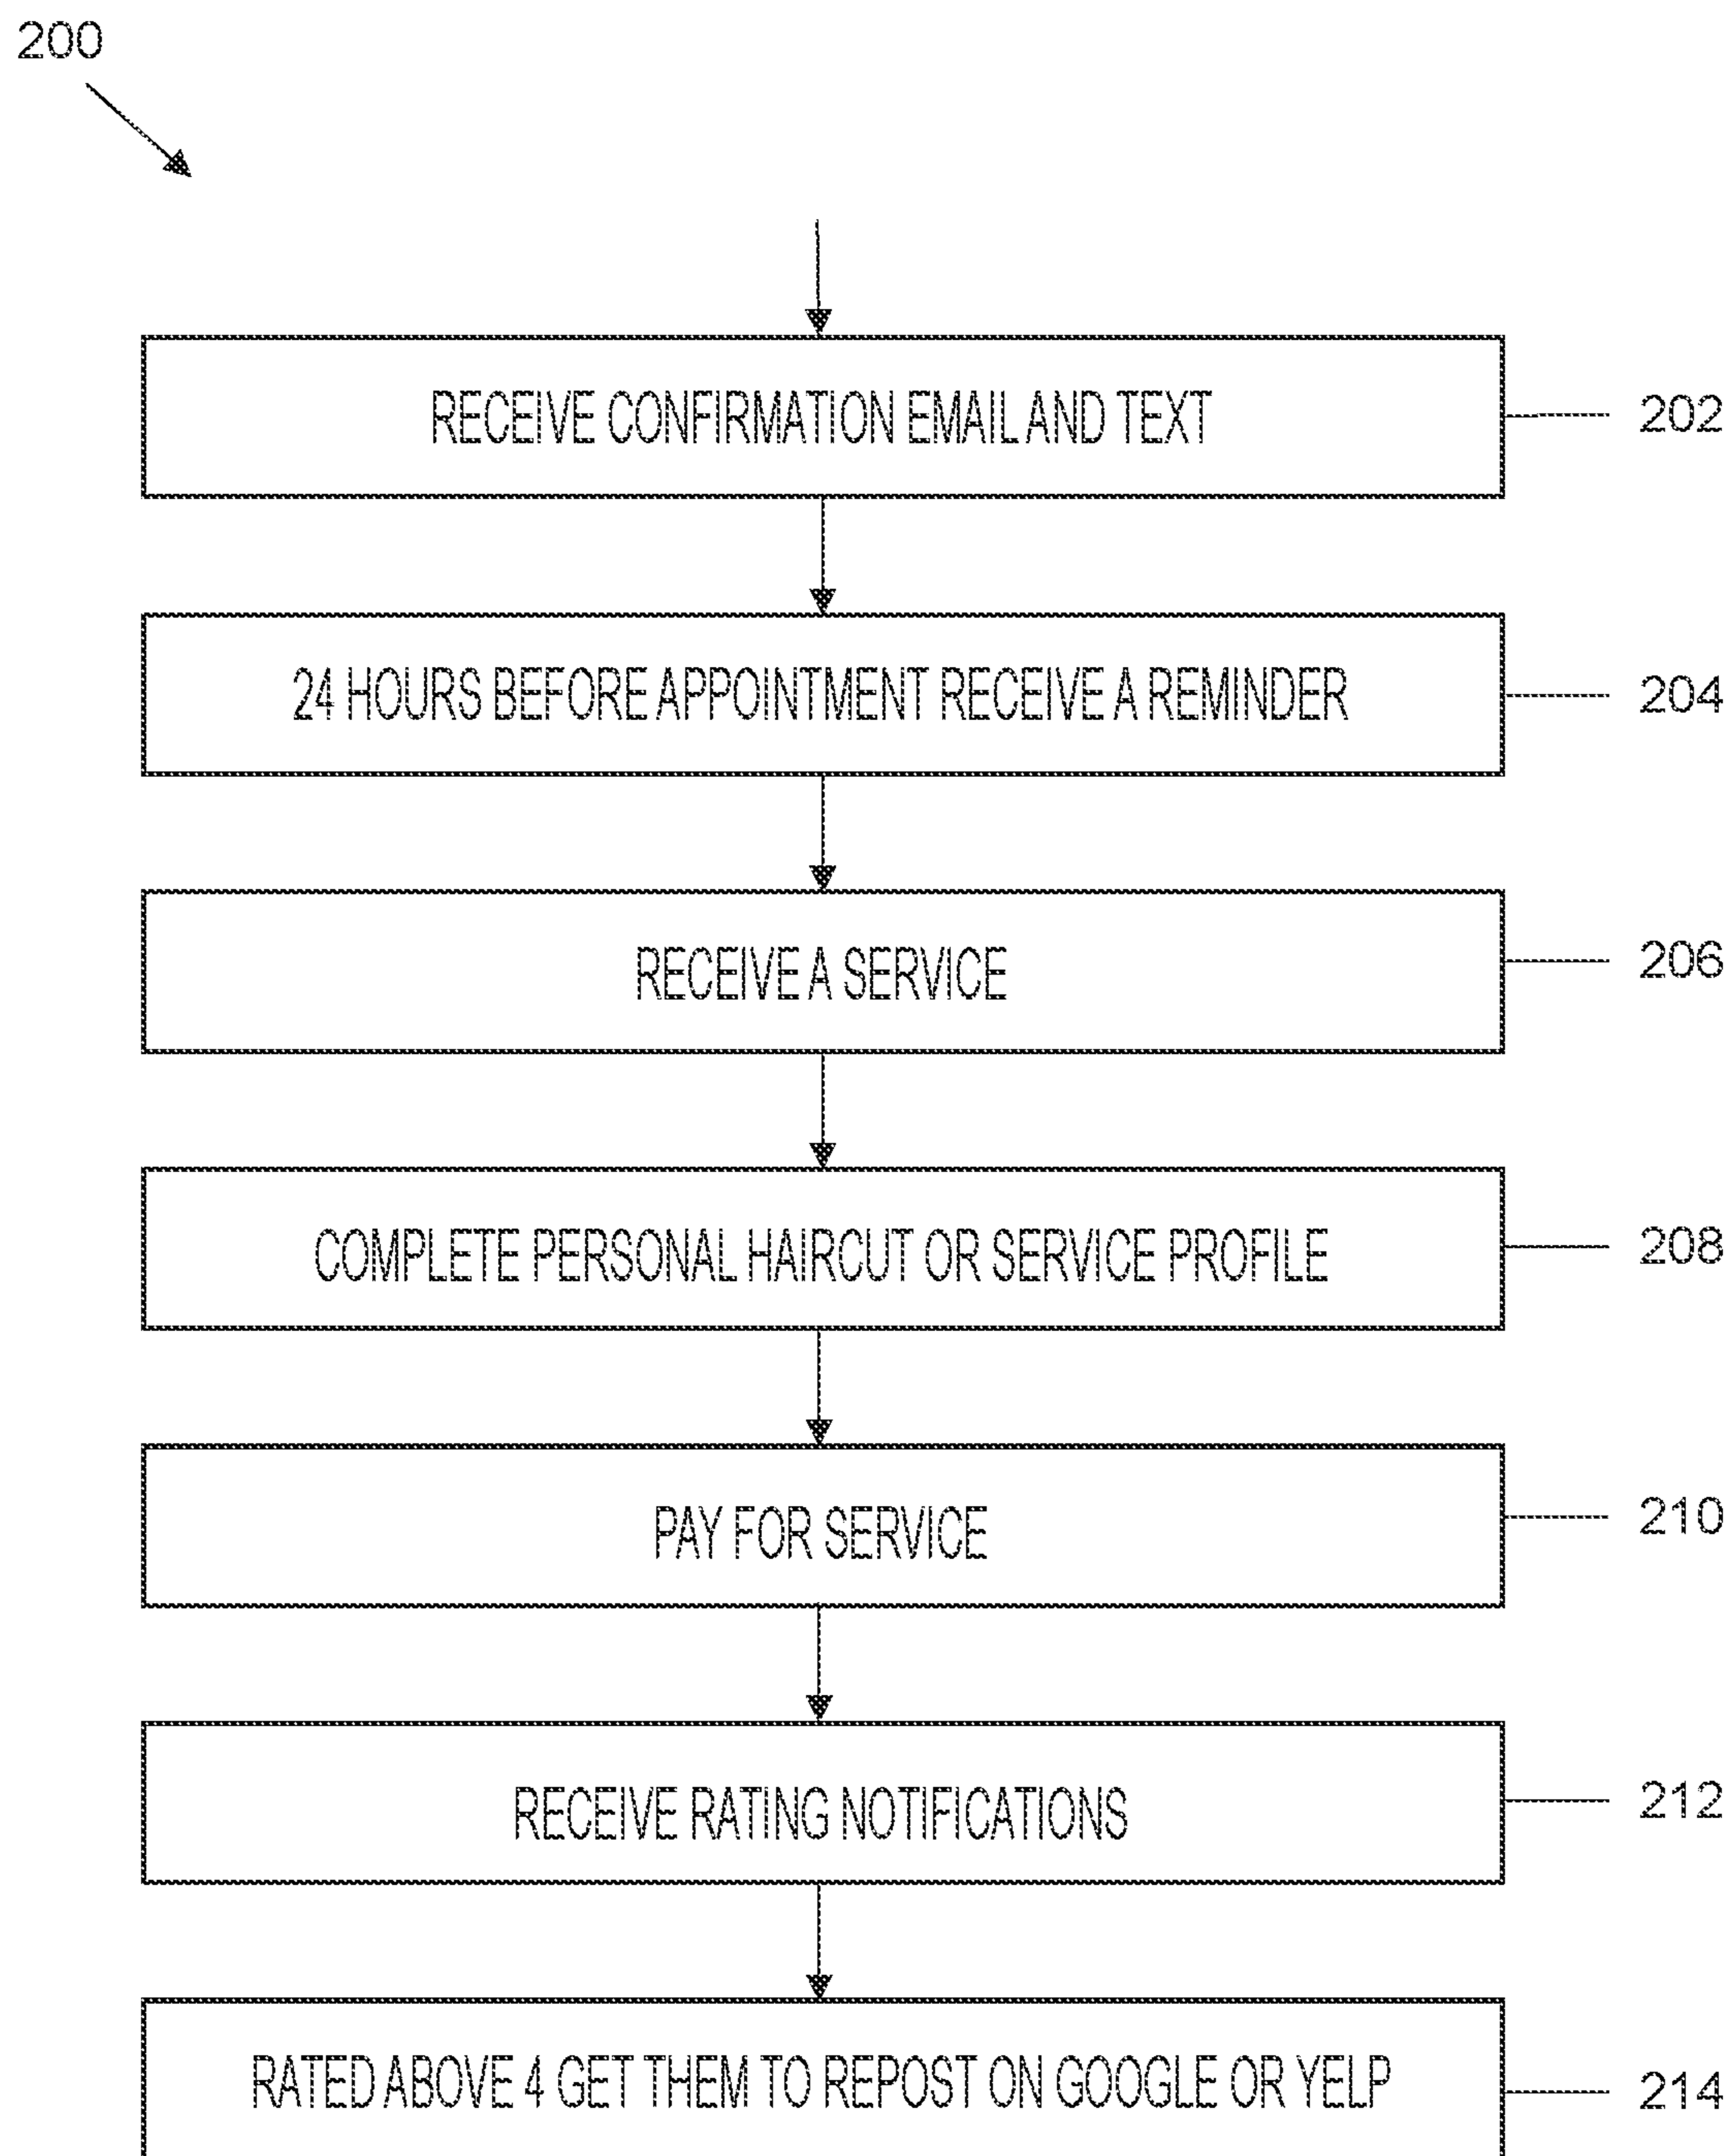 200
RECEIVE CONFIRMATION EMAIL AND TEXT
202
24 HOURS BEFORE APPOINTMENT RECEIVE A REMINDER
204
RECEIVE A SERVICE
206
COMPLETE PERSONAL HAIRCUT OR SERVICE PROFILE
208
PAY FOR SERVICE
210
RECEIVE RATING NOTIFICATIONS
212
RATED ABOVE 4 GET THEM TO REPOST ON GOOGLE OR YELP
214